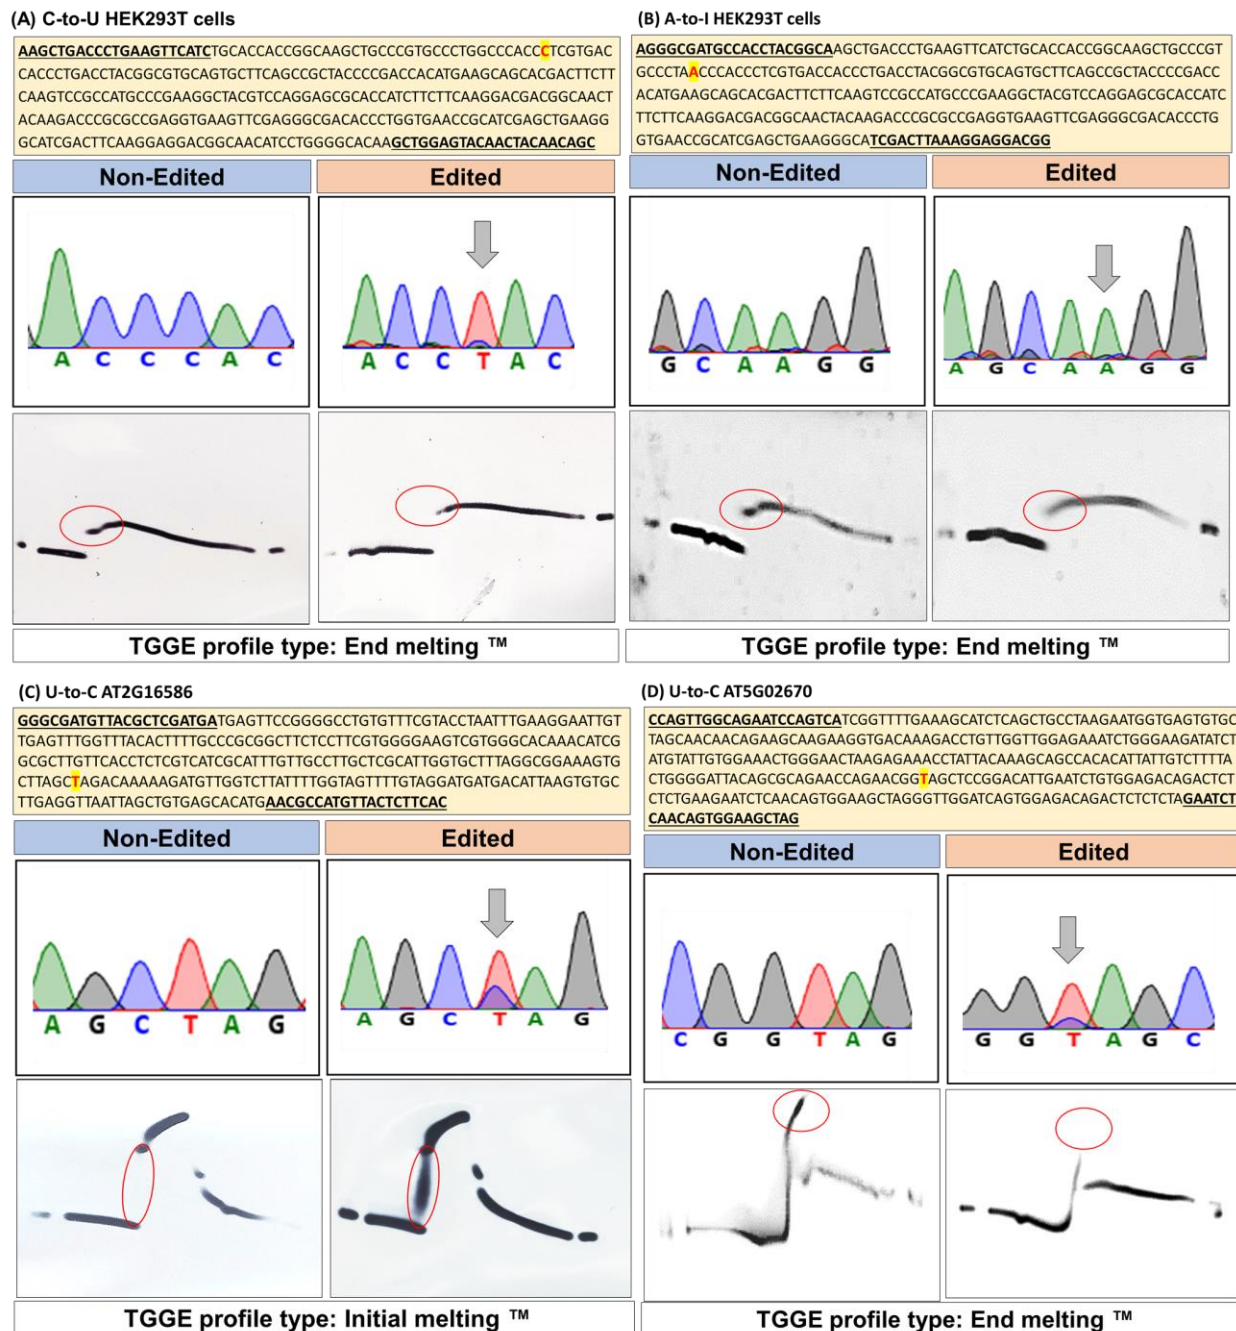 (A) C-to-U HEK293T cells
AAGCTGACCCTGAAGTTCATCTGCACCACCGGCAAGCTGCCCGTGCCCTGGCCCACCCTCGTGAC
CACCCTGACCTACGGCGTGCAGTGCTTCAGCCGCTACCCCGACCACATGAAGCAGCACGACTTCTT
CAAGTCCGCCATGCCCGAAGGCTACGTCCAGGAGCGCACCATCTTCTTCAAGGACGACGGCAACT
ACAAGACCCGCGCCGAGGTGAAGTTCGAGGGCGACACCCTGGTGAACCGCATCGAGCTGAAGG
GCATCGACTTCAAGGAGGACGGCAACATCCTGGGGCACAAGCTGGAGTACAACTACAACAGC
Non-Edited
Edited
A C C C A C
A C C T A C
TGGE profile type: End melting ™
(B) A-to-I HEK293T cells
AGGGCGATGCCACCTACGGCAAGCTGACCCTGAAGTTCATCTGCACCACCGGCAAGCTGCCCGT
GCCCTAACCCACCCTCGTGACCACCCTGACCTACGGCGTGCAGTGCTTCAGCCGCTACCCCGACC
ACATGAAGCAGCACGACTTCTTCAAGTCCGCCATGCCCGAAGGCTACGTCCAGGAGCGCACCATC
TTCTTCAAGGACGACGGCAACTACAAGACCCGCGCCGAGGTGAAGTTCGAGGGCGACACCCTG
GTGAACCGCATCGAGCTGAAGGGCATCGACTTAAAGGAGGACGG
Non-Edited
Edited
G C A A G G
A G C A A G G
TGGE profile type: End melting ™
(C) U-to-C AT2G16586
GGGCGATGTTACGCTCGATGATGAGTTCCGGGGCCTGTGTTTCGTACCTAATTTGAAGGAATTGT
TGAGTTTGGTTTACACTTTTGCCCGCGGCTTCTCCTTCGTGGGGAAGTCGTGGGCACAAACATCG
GCGCTTGTTCACCTCTCGTCATCGCATTTGTTGCCTTGCTCGCATTGGTGCTTTAGGCGGAAAGTG
CTTAGCTAGACAAAAAGATGTTGGTCTTATTTTGGTAGTTTTGTAGGATGATGACATTAAGTGTGC
TTGAGGTTAATTAGCTGTGAGCACATGAACGCCATGTTACTCTTCAC
Non-Edited
Edited
A G C T A G
A G C T A G
TGGE profile type: Initial melting ™
(D) U-to-C AT5G02670
CCAGTTGGCAGAATCCAGTCATCGGTTTTGAAAGCATCTCAGCTGCCTAAGAATGGTGAGTGTGC
TAGCAACAACAGAAGCAAGAAGGTGACAAAGACCTGTTGGTTGGAGAAATCTGGGAAGATATCT
ATGTATTGTGGAAACTGGGAACTAAGAGAAACCTATTACAAAGCAGCCACACATTATTGTCTTTTA
CTGGGGATTACAGCGCAGAACCAGAACGGTAGCTCCGGACATTGAATCTGTGGAGACAGACTCT
CTCTGAAGAATCTCAACAGTGGAAGCTAGGGTTGGATCAGTGGAGACAGACTCTCTCTAGAATCT
CAACAGTGGAAGCTAG
Non-Edited
Edited
C G G T A G
G G T A G C
TGGE profile type: End melting ™